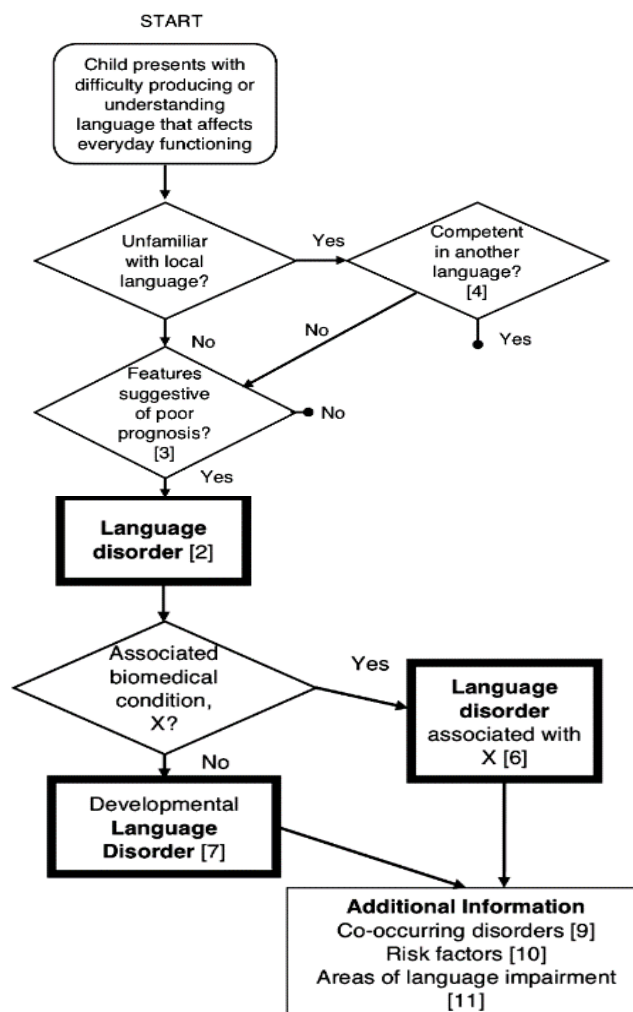 START
Child presents with
difficulty producing or
understanding
language that affects
everyday functioning
Unfamiliar
with local
language?
Yes
Competent
in another
language?
[4]
No
No
Yes
Features
suggestive
of poor
prognosis?
[3]
No
Yes
Language
disorder [2]
Associated
biomedical
condition,
X?
Yes
Language
disorder
associated with
X [6]
No
Developmental
Language
Disorder [7]
Additional Information
Co-occurring disorders [9]
Risk factors [10]
Areas of language impairment
[11]